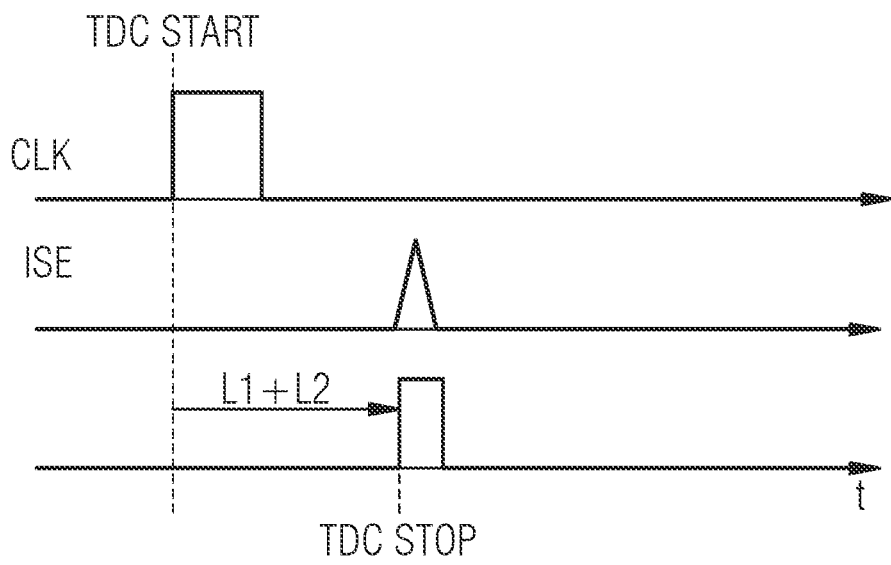 TDC START
CLK
ISE
L1+L2
t
TDC STOP